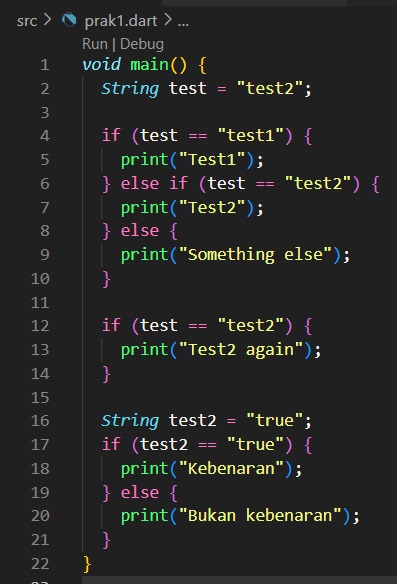 src > prak1.dart > ...
Run | Debug
1 void main() {
2   String test = "test2";
3
4   if (test == "test1") {
5     print("Test1");
6   } else if (test == "test2") {
7     print("Test2");
8   } else {
9     print("Something else");
10   }
11
12   if (test == "test2") {
13     print("Test2 again");
14   }
15
16   String test2 = "true";
17   if (test2 == "true") {
18     print("Kebenaran");
19   } else {
20     print("Bukan kebenaran");
21   }
22 }